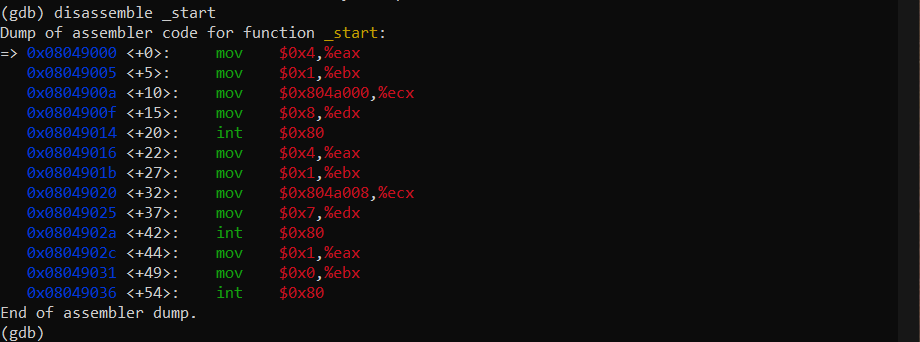 (gdb) disassemble _start
Dump of assembler code for function _start:
=> 0x08049000 <+0>:     mov    $0x4,%eax
   0x08049005 <+5>:     mov    $0x1,%ebx
   0x0804900a <+10>:    mov    $0x804a000,%ecx
   0x0804900f <+15>:    mov    $0x8,%edx
   0x08049014 <+20>:    int    $0x80
   0x08049016 <+22>:    mov    $0x4,%eax
   0x0804901b <+27>:    mov    $0x1,%ebx
   0x08049020 <+32>:    mov    $0x804a008,%ecx
   0x08049025 <+37>:    mov    $0x7,%edx
   0x0804902a <+42>:    int    $0x80
   0x0804902c <+44>:    mov    $0x1,%eax
   0x08049031 <+49>:    mov    $0x0,%ebx
   0x08049036 <+54>:    int    $0x80
End of assembler dump.
(gdb)